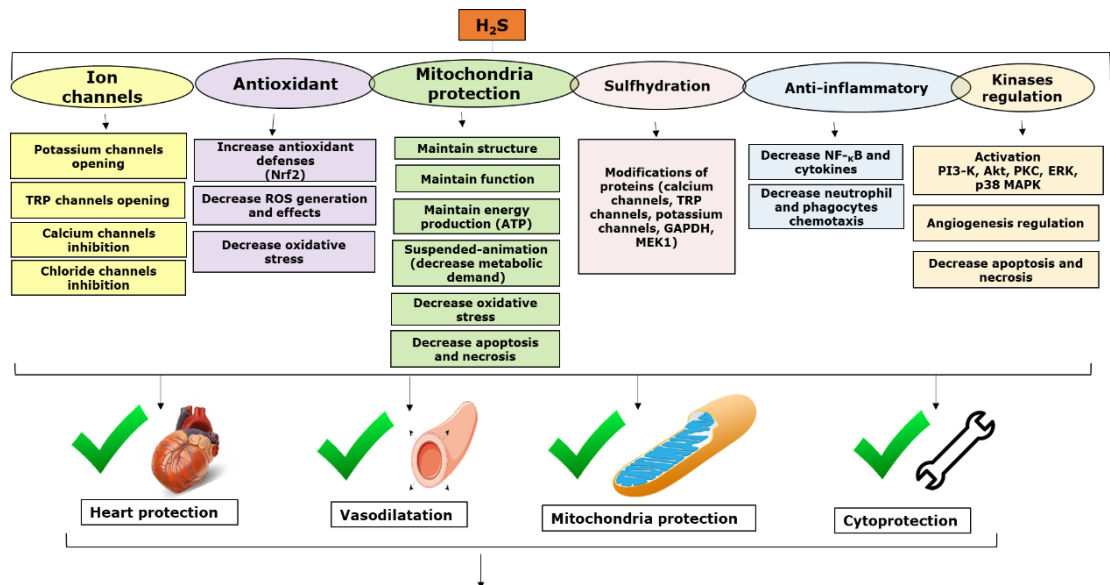 H₂S
Ion
channels
Antioxidant
Mitochondria
protection
Sulfhydration
Anti-inflammatory
Kinases
regulation
Potassium channels
opening
TRP channels opening
Calcium channels
inhibition
Chloride channels
inhibition
Increase antioxidant
defenses
(Nrf2)
Decrease ROS generation
and effects
Decrease oxidative
stress
Maintain structure
Maintain function
Maintain energy
production (ATP)
Suspended-animation
(decrease metabolic
demand)
Decrease oxidative
stress
Decrease apoptosis
and necrosis
Modifications of
proteins (calcium
channels, TRP
channels, potassium
channels, GAPDH,
MEK1)
Decrease NF-κB and
cytokines
Decrease neutrophil
and phagocytes
chemotaxis
Activation
PI3-K, Akt, PKC, ERK,
p38 MAPK
Angiogenesis regulation
Decrease apoptosis and
necrosis
Heart protection
Vasodilatation
Mitochondria protection
Cytoprotection